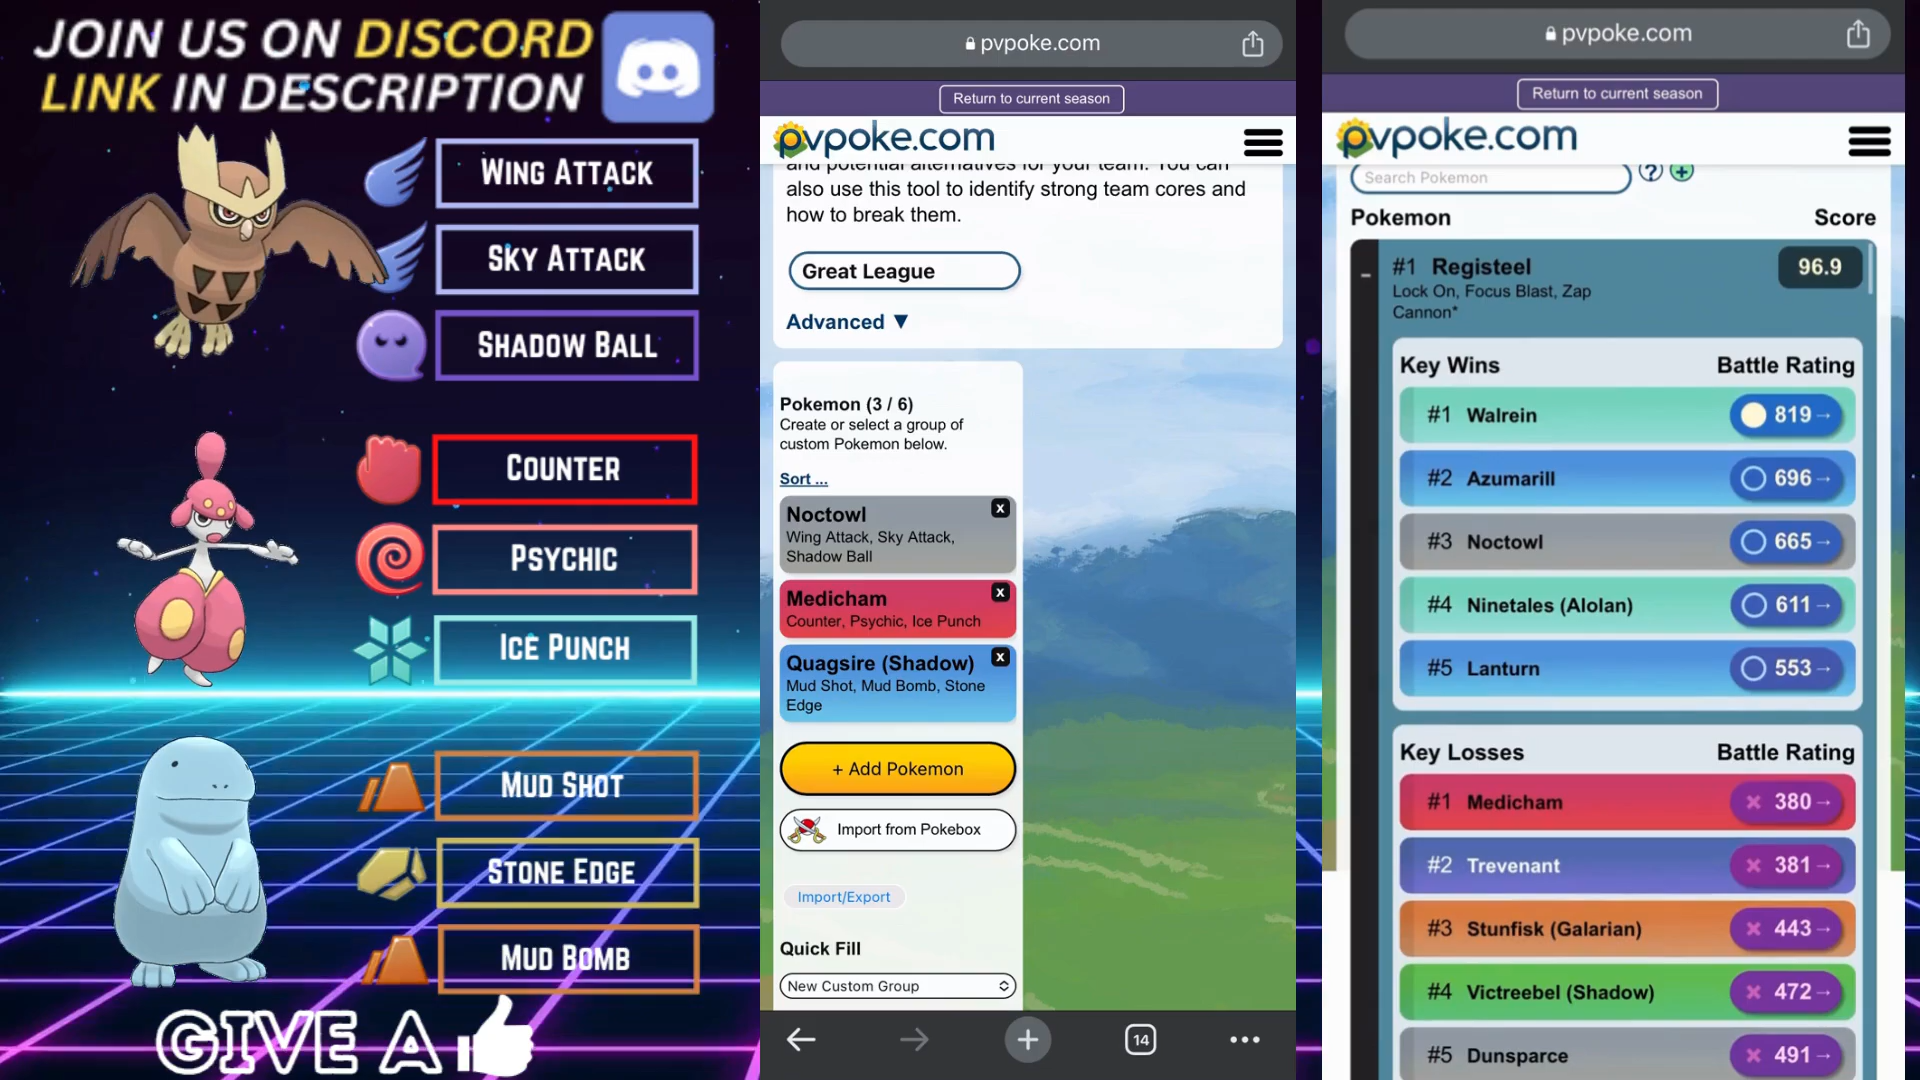 JOIN US ON DISCORD
LINK IN DESCRIPTION
WING ATTACK
SKY ATTACK
SHADOW BALL
COUNTER
PSYCHIC
ICE PUNCH
MUD SHOT
STONE EDGE
MUD BOMB
GIVE A
pvpoke.com
Return to current season
pvpoke.com
and potential alternatives for your team. You can
also use this tool to identify strong team cores and
how to break them.
Great League
Advanced ▼
Pokemon (3 / 6)
Create or select a group of
custom Pokemon below.
Sort ...
Noctowl
x
Wing Attack, Sky Attack,
Shadow Ball
Medicham
x
Counter, Psychic, Ice Punch
Quagsire (Shadow)
x
Mud Shot, Mud Bomb, Stone
Edge
+ Add Pokemon
Import from Pokebox
Import/Export
Quick Fill
New Custom Group
14
pvpoke.com
Return to current season
pvpoke.com
Search Pokemon
? +
Pokemon Score
#1 Registeel 96.9
Lock On, Focus Blast, Zap
Cannon*
Key Wins Battle Rating
#1 Walrein 819→
#2 Azumarill 696→
#3 Noctowl 665→
#4 Ninetales (Alolan) 611→
#5 Lanturn 553→
Key Losses Battle Rating
#1 Medicham × 380→
#2 Trevenant × 381→
#3 Stunfisk (Galarian) × 443→
#4 Victreebel (Shadow) × 472→
#5 Dunsparce × 491→